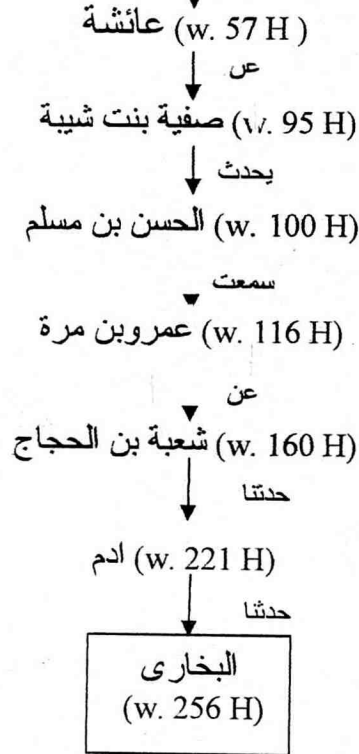 عائشة (w. 57 H )
عن
صفية بنت شيبة (w. 95 H)
يحدث
الحسن بن مسلم (w. 100 H)
سمعت
عمروبن مرة (w. 116 H)
عن
شعبة بن الحجاج (w. 160 H)
حدثنا
ادم (w. 221 H)
حدثنا
البخارى
(w. 256 H)